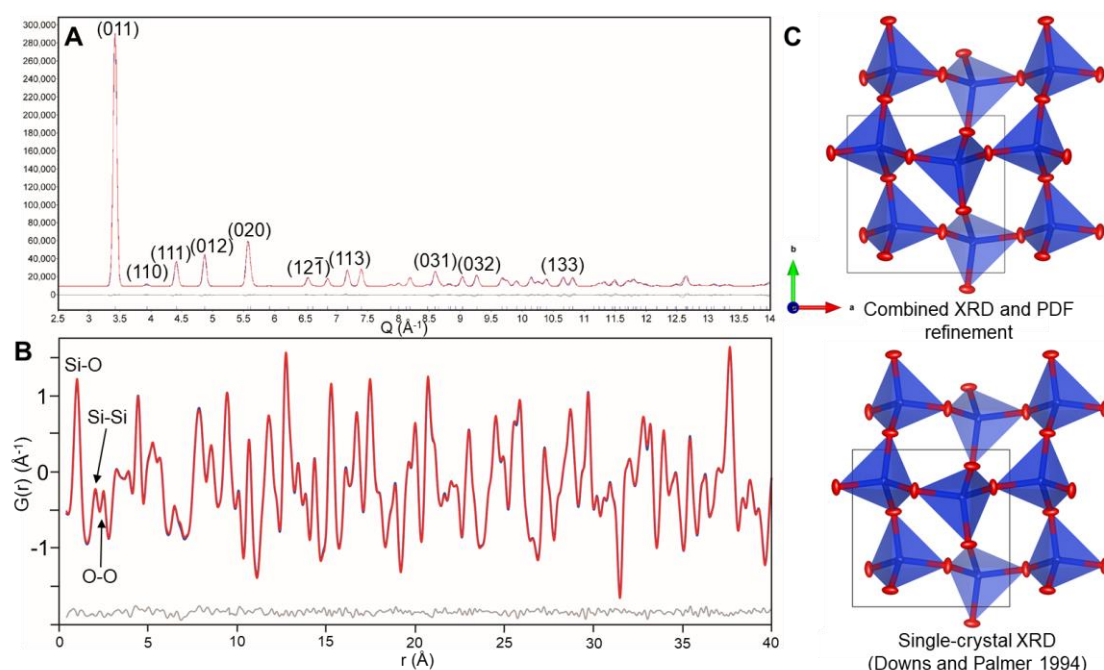 A
300,000
280,000
260,000
240,000
220,000
200,000
180,000
160,000
140,000
120,000
100,000
80,000
60,000
40,000
20,000
0
(011)
(110)
(111)
(012)
(020)
(121̅)
(113)
(031)
(032)
(133)
2.5 3 3.5 4 4.5 5 5.5 6 6.5 7 7.5 8 8.5 9 9.5 10 10.5 11 11.5 12 12.5 13 13.5 14
Q (Å⁻¹)
B
Si-O
Si-Si
O-O
1
0
-1
G(r) (Å⁻¹)
0 5 10 15 20 25 30 35 40
r (Å)
C
b
a
Combined XRD and PDF
refinement
Single-crystal XRD
(Downs and Palmer 1994)